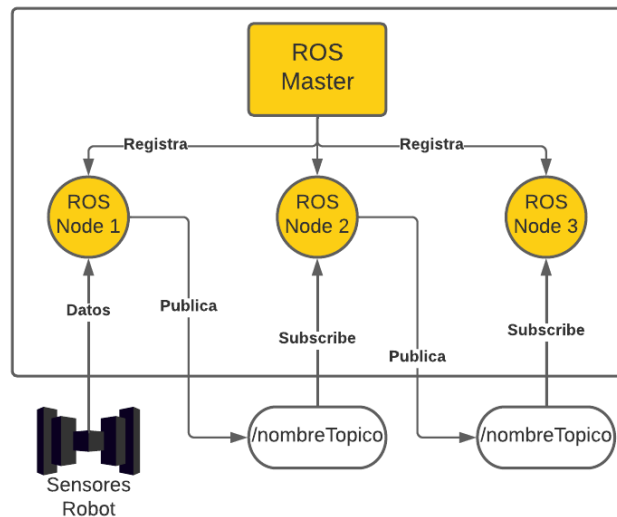 ROS
Master
Registra
Registra
ROS
Node 1
ROS
Node 2
ROS
Node 3
Datos
Publica
Subscribe
Publica
Subscribe
/nombreTopico
/nombreTopico
Sensores
Robot